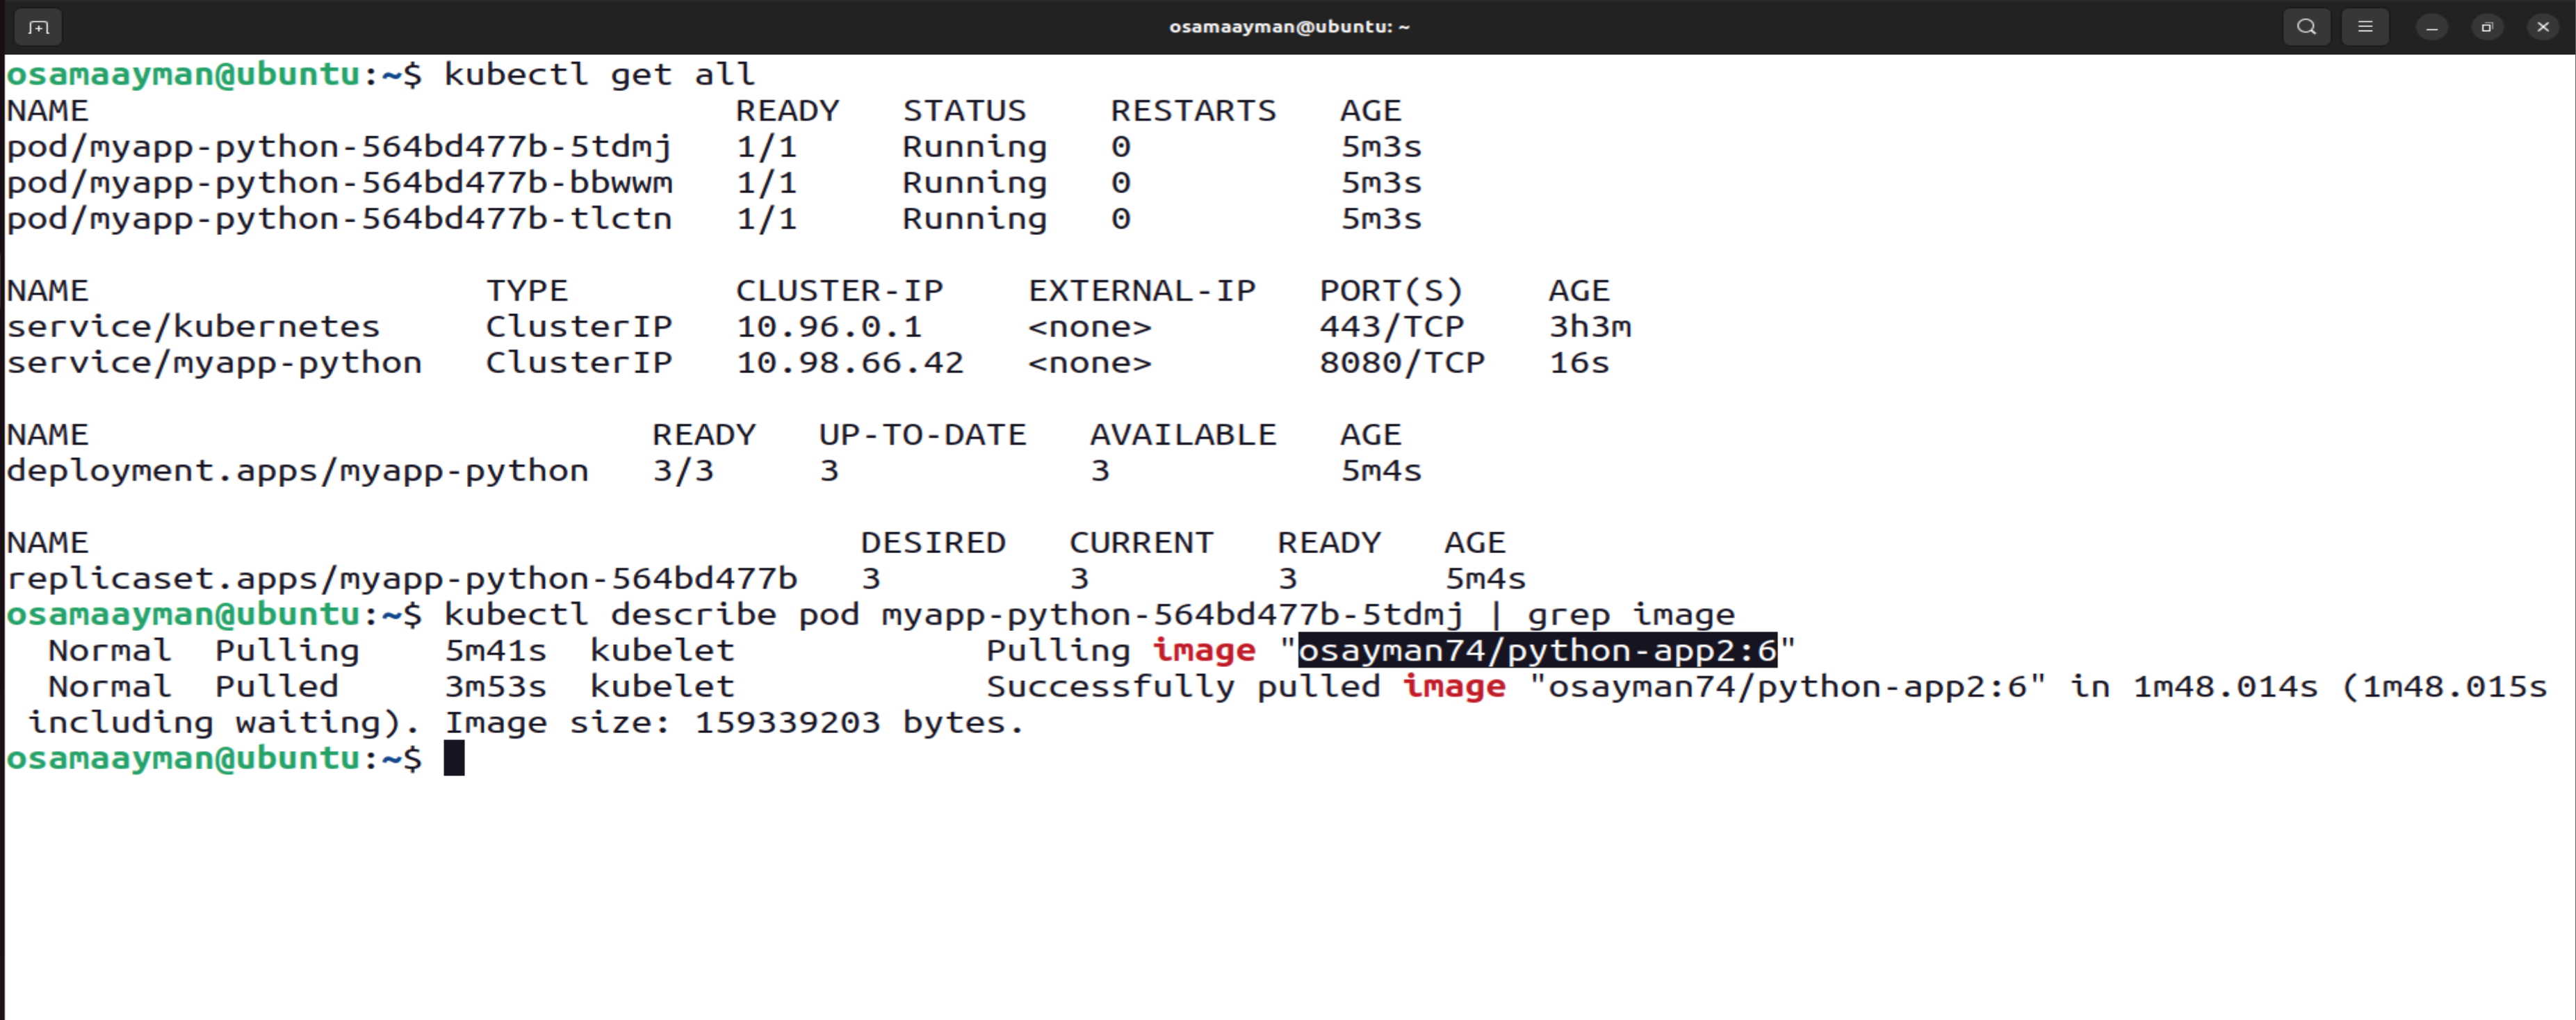 osamaayman@ubuntu: ~
osamaayman@ubuntu:~$ kubectl get all
NAME                               READY   STATUS    RESTARTS   AGE
pod/myapp-python-564bd477b-5tdmj   1/1     Running   0          5m3s
pod/myapp-python-564bd477b-bbwwm   1/1     Running   0          5m3s
pod/myapp-python-564bd477b-tlctn   1/1     Running   0          5m3s
NAME                   TYPE        CLUSTER-IP    EXTERNAL-IP   PORT(S)    AGE
service/kubernetes     ClusterIP   10.96.0.1     <none>        443/TCP    3h3m
service/myapp-python   ClusterIP   10.98.66.42   <none>        8080/TCP   16s
NAME                           READY   UP-TO-DATE   AVAILABLE   AGE
deployment.apps/myapp-python   3/3     3            3           5m4s
NAME                                     DESIRED   CURRENT   READY   AGE
replicaset.apps/myapp-python-564bd477b   3         3         3       5m4s
osamaayman@ubuntu:~$ kubectl describe pod myapp-python-564bd477b-5tdmj | grep image
  Normal  Pulling    5m41s  kubelet            Pulling image "osayman74/python-app2:6"
  Normal  Pulled     3m53s  kubelet            Successfully pulled image "osayman74/python-app2:6" in 1m48.014s (1m48.015s
 including waiting). Image size: 159339203 bytes.
osamaayman@ubuntu:~$